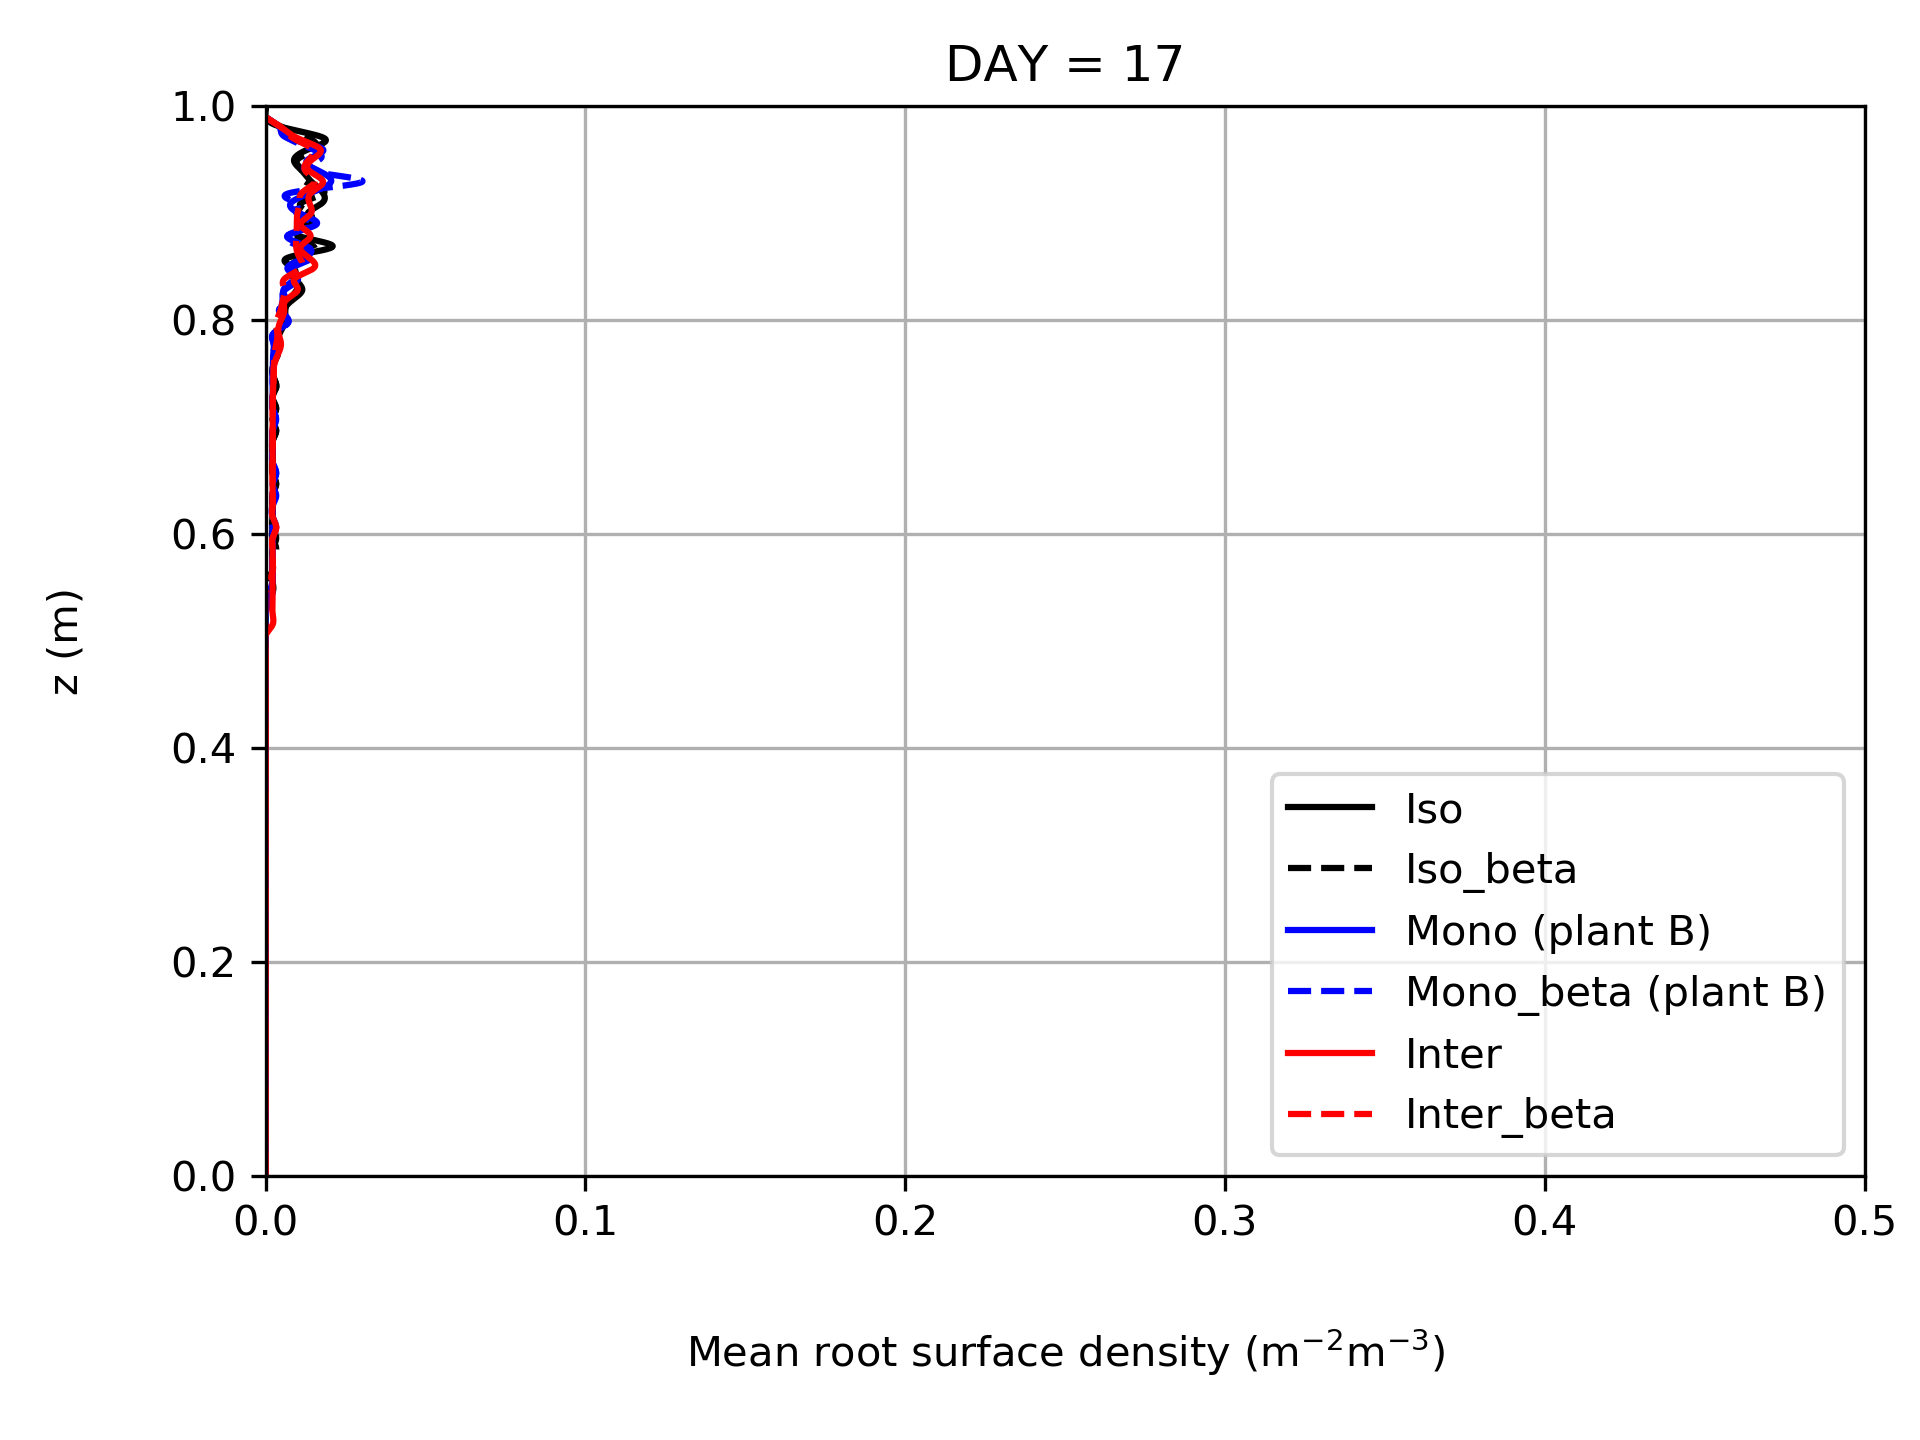 DAY = 17
1.0
0.8
0.6
0.4
0.2
0.0
z (m)
0.0 0.1 0.2 0.3 0.4 0.5
Iso
Iso_beta
Mono (plant B)
Mono_beta (plant B)
Inter
Inter_beta
Mean root surface density (m⁻²m⁻³)